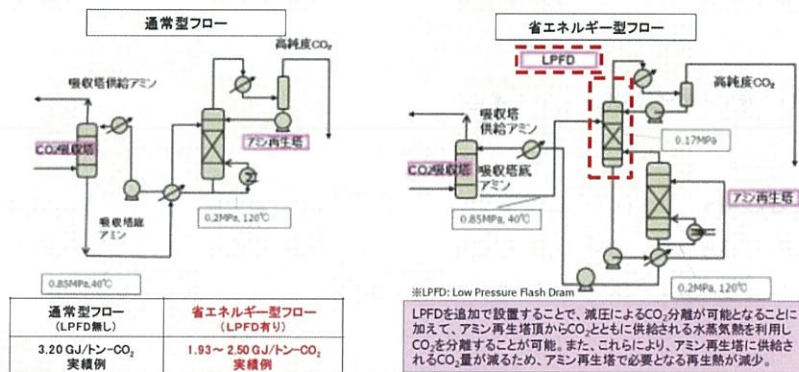 通常型フロー
高純度CO₂
吸収塔供給アミン
CO₂吸収塔
アミン再生塔
吸収塔底
アミン
0.2MPa, 120℃
0.85MPa, 40℃
通常型フロー
(LPFD無し)
省エネルギー型フロー
(LPFD有り)
3.20 GJ/トン-CO₂
実績例
1.93～2.50 GJ/トン-CO₂
実績例
省エネルギー型フロー
LPFD
高純度CO₂
吸収塔
供給アミン
0.17MPa
CO₂吸収塔
吸収塔底
アミン
アミン再生塔
0.85MPa, 40℃
0.2MPa, 120℃
※LPFD: Low Pressure Flash Dram
LPFDを追加で設置することで、減圧によるCO₂分離が可能となることに
加えて、アミン再生塔頂からCO₂とともに供給される水蒸気熱を利用し
CO₂を分離することが可能。また、これらにより、アミン再生塔に供給さ
れるCO₂量が減るため、アミン再生塔で必要となる再生熱が減少。